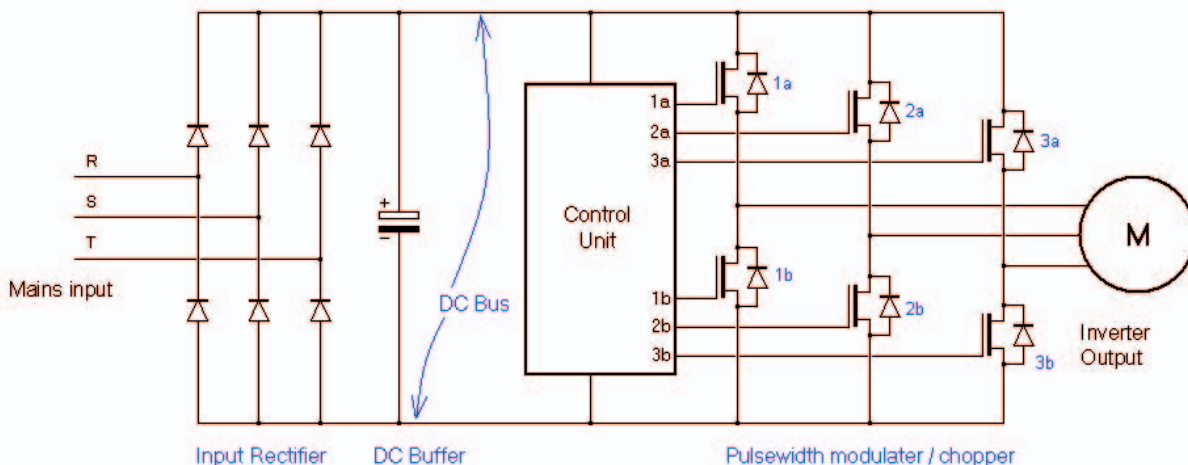 R
S
T
Mains input
+
−
DC Bus
Control
Unit
1a
2a
3a
1b
2b
3b
1a
2a
3a
1b
2b
3b
M
Inverter
Output
Input Rectifier
DC Buffer
Pulsewidth modulater / chopper